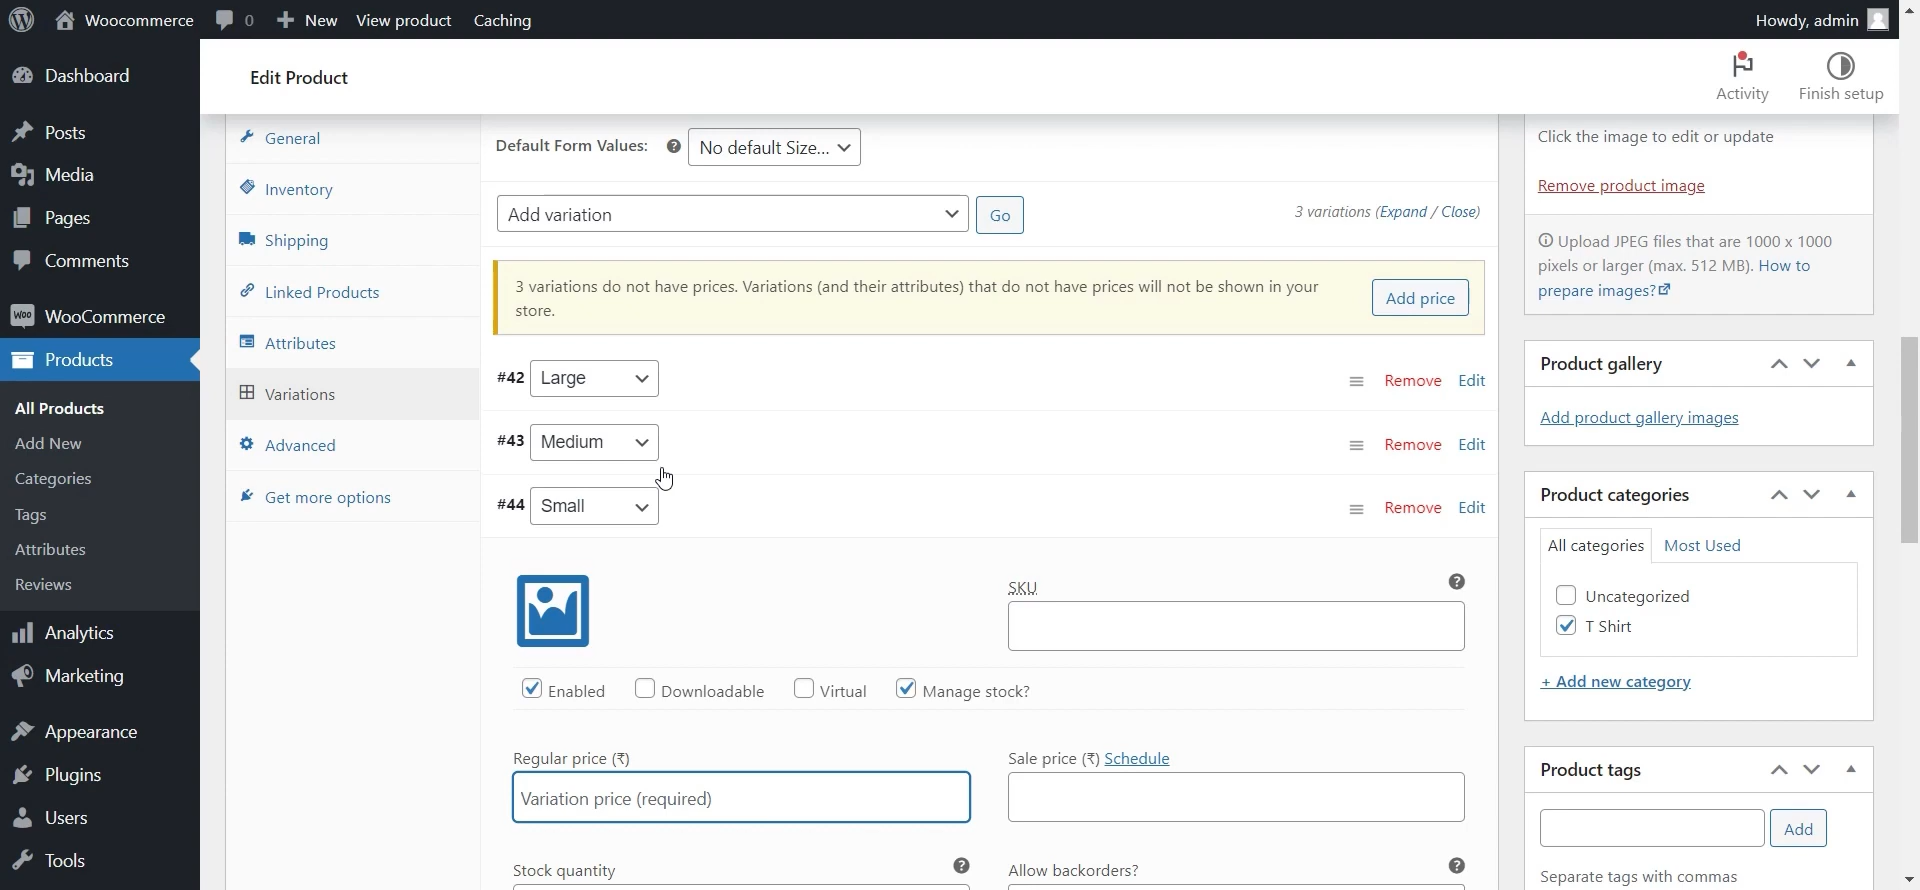 Woocommerce 0 New View product Caching Howdy, admin
Edit Product
Activity
Finish setup
Dashboard
Posts
Media
Pages
Comments
Woo WooCommerce
Products
All Products
Add New
Categories
Tags
Attributes
Reviews
Analytics
Marketing
Appearance
Plugins
Users
Tools
General
Inventory
Shipping
Linked Products
Attributes
Variations
Advanced
Get more options
Default Form Values: ? No default Size...
Add variation Go 3 variations (Expand / Close)
3 variations do not have prices. Variations (and their attributes) that do not have prices will not be shown in your
store.
Add price
#42 Large Remove Edit
#43 Medium Remove Edit
#44 Small Remove Edit
SKU ?
Enabled Downloadable Virtual Manage stock?
Regular price (₹) Sale price (₹) Schedule
Variation price (required)
Stock quantity ? Allow backorders? ?
Click the image to edit or update
Remove product image
Upload JPEG files that are 1000 x 1000
pixels or larger (max. 512 MB). How to
prepare images?
Product gallery
Add product gallery images
Product categories
All categories Most Used
Uncategorized
T Shirt
+ Add new category
Product tags
Add
Separate tags with commas